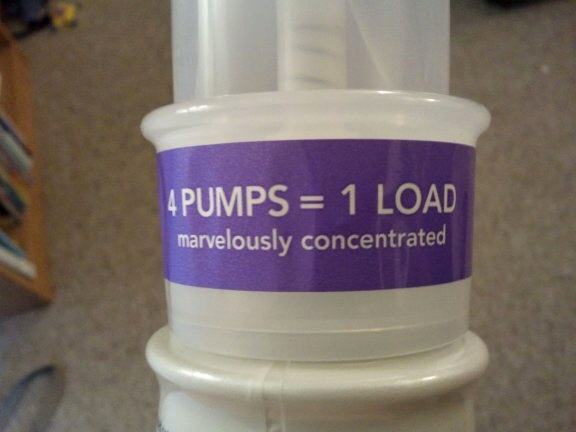 4 PUMPS = 1 LOAD
marvelously concentrated